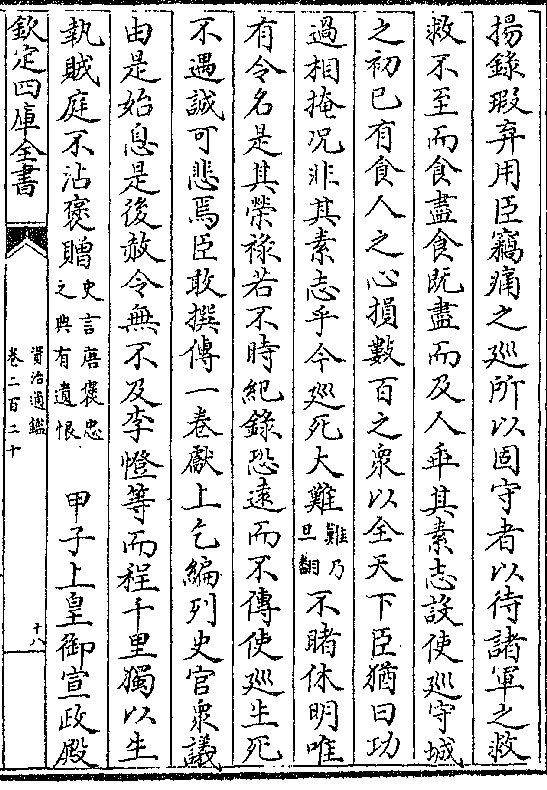 揚錄瑕弃用臣竊痛之廵所以固守者以待諸軍之救
救不至而食盡食既盡而及人乖其素志設使廵守城
之初已有食人之心損數百之衆以全天下臣猶曰功
過相掩况非其素志乎今廵死大難難乃旦翻不睹休明唯
有令名是其榮祿若不時紀錄恐遠而不傳使廵生死
不遇誠可悲焉臣敢撰傳一卷獻上乞編列史官衆議
由是始息是後赦令無不及李憕等而程千里獨以生
執賊庭不沾褒贈史言唐褒忠之典有遺恨 甲子上皇御宣政殿
欽定四庫全書
資治通鑑
卷二百二十
十八